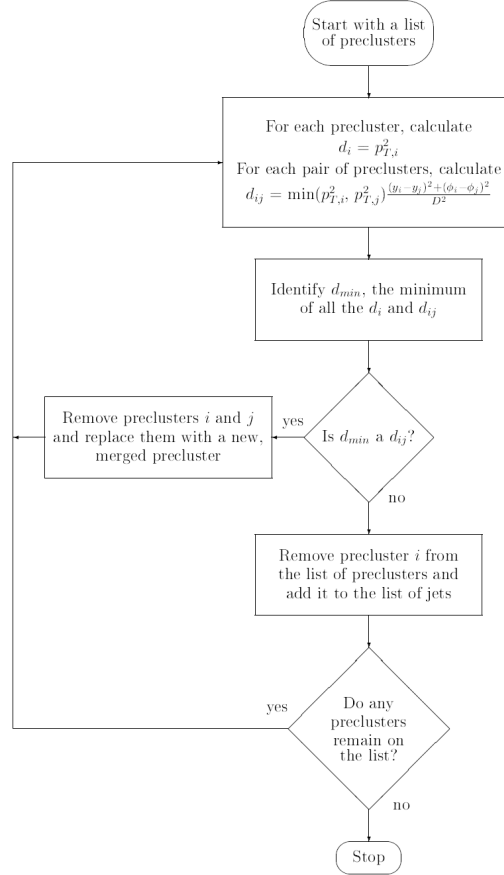 Start with a list
of preclusters
For each precluster, calculate
$d_i = p_{T,i}^2$
For each pair of preclusters, calculate
$d_{ij} = \min(p_{T,i}^2, p_{T,j}^2)\frac{(y_i-y_j)^2+(\phi_i-\phi_j)^2}{D^2}$
Identify $d_{min}$, the minimum
of all the $d_i$ and $d_{ij}$
Is $d_{min}$ a $d_{ij}$?
yes
Remove preclusters $i$ and $j$
and replace them with a new,
merged precluster
no
Remove precluster $i$ from
the list of preclusters and
add it to the list of jets
Do any
preclusters
remain on
the list?
yes
no
Stop